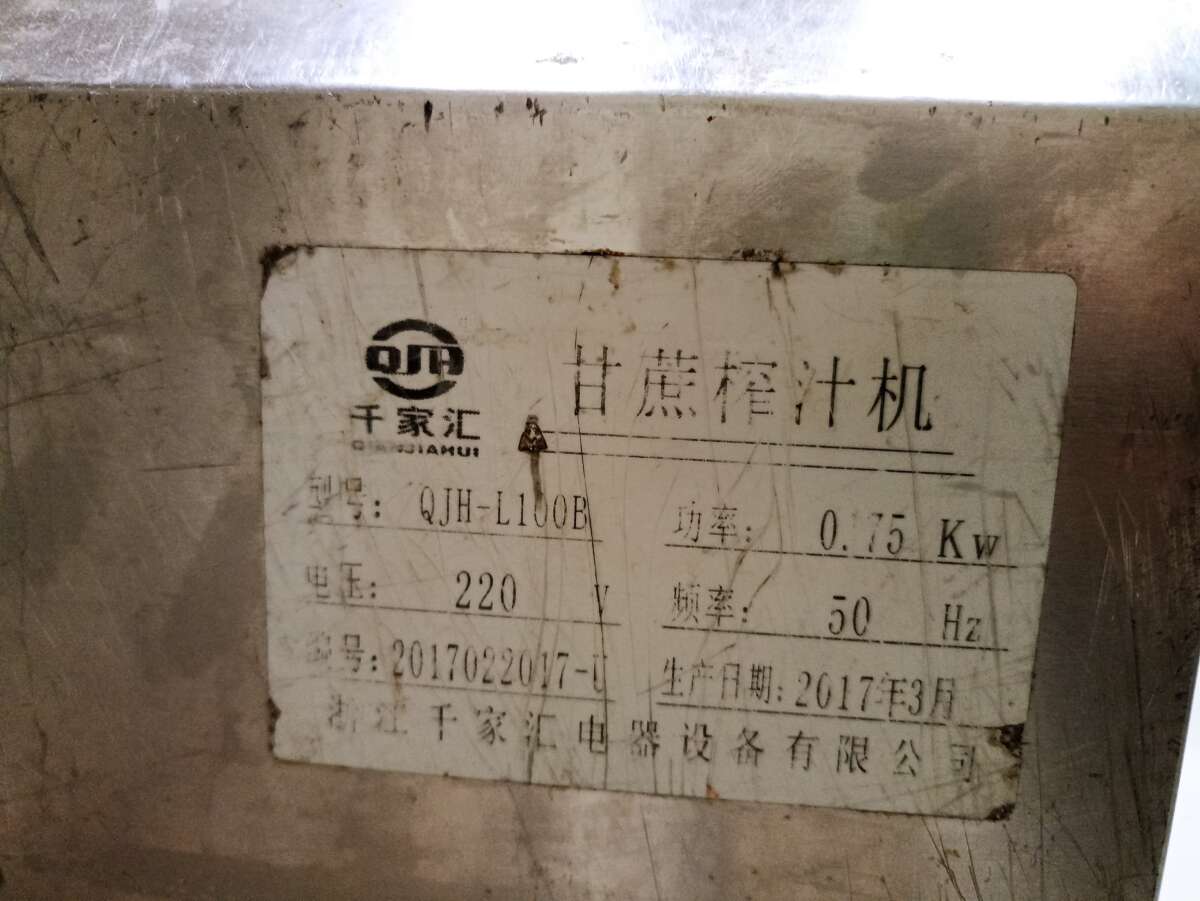 QJH
千家汇
QIANJIAHUI
甘蔗榨汁机
型号: QJH-L100B
功率: 0.75 Kw
电压: 220 V
频率: 50 Hz
编号: 2017022017-U
生产日期: 2017年3月
浙江千家汇电器设备有限公司